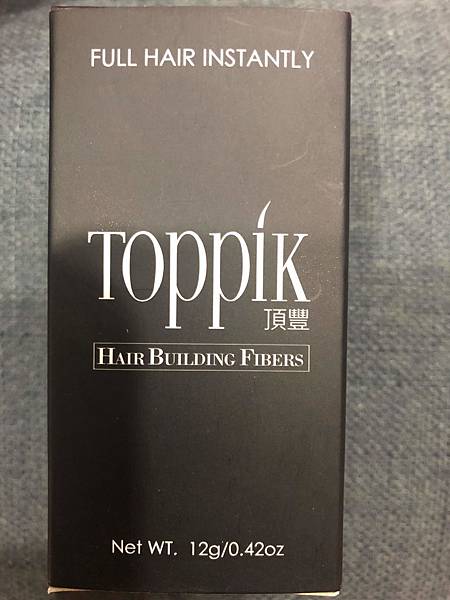 FULL HAIR INSTANTLY
Toppik
頂豐
HAIR BUILDING FIBERS
Net WT. 12g/0.42oz